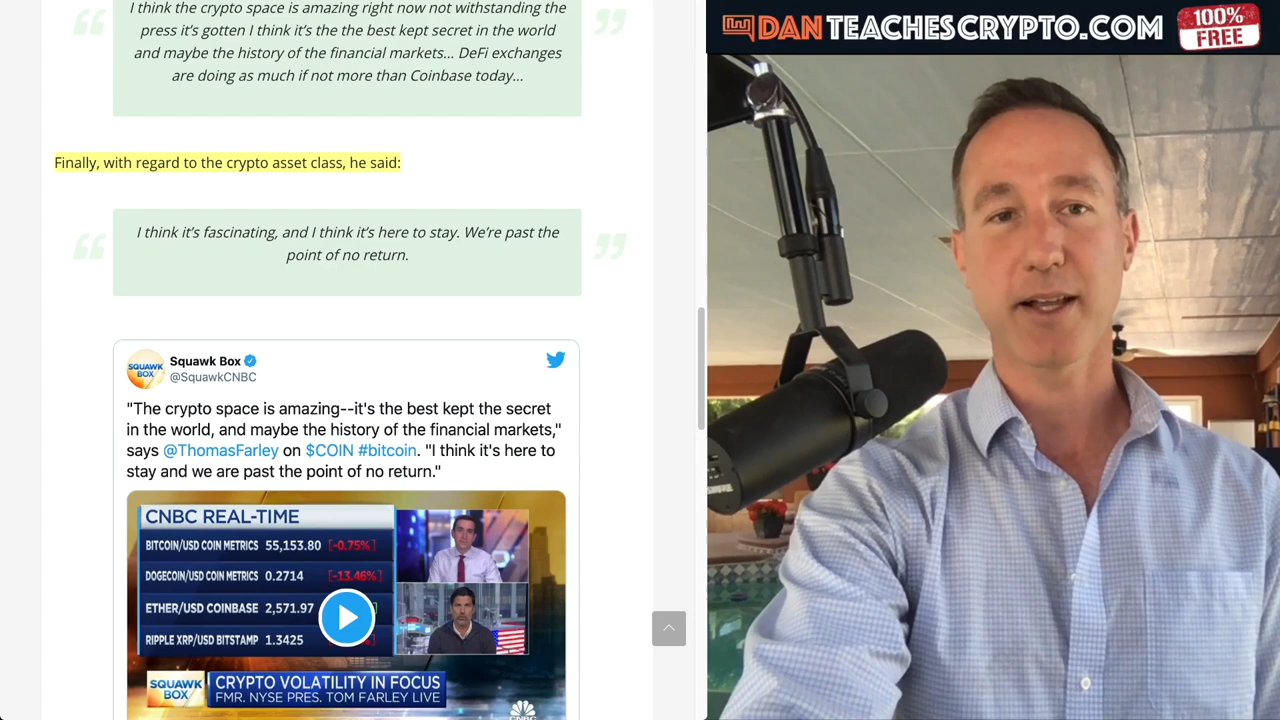 I think the crypto space is amazing right now not withstanding the
press it's gotten I think it's the the best kept secret in the world
and maybe the history of the financial markets... DeFi exchanges
are doing as much if not more than Coinbase today...
Finally, with regard to the crypto asset class, he said:
I think it's fascinating, and I think it's here to stay. We're past the
point of no return.
SQUAWK
BOX
Squawk Box
@SquawkCNBC
"The crypto space is amazing--it's the best kept the secret
in the world, and maybe the history of the financial markets,"
says @ThomasFarley on $COIN #bitcoin. "I think it's here to
stay and we are past the point of no return."
CNBC REAL-TIME
BITCOIN/USD COIN METRICS 55,153.80 [-0.75%]
DOGECOIN/USD COIN METRICS 0.2714 [-13.46%]
ETHER/USD COINBASE 2,571.97
RIPPLE XRP/USD BITSTAMP 1.3425
SQUAWK
BOX
CRYPTO VOLATILITY IN FOCUS
FMR. NYSE PRES. TOM FARLEY LIVE
CNBC
DANTEACHESCRYPTO.COM
100%
FREE